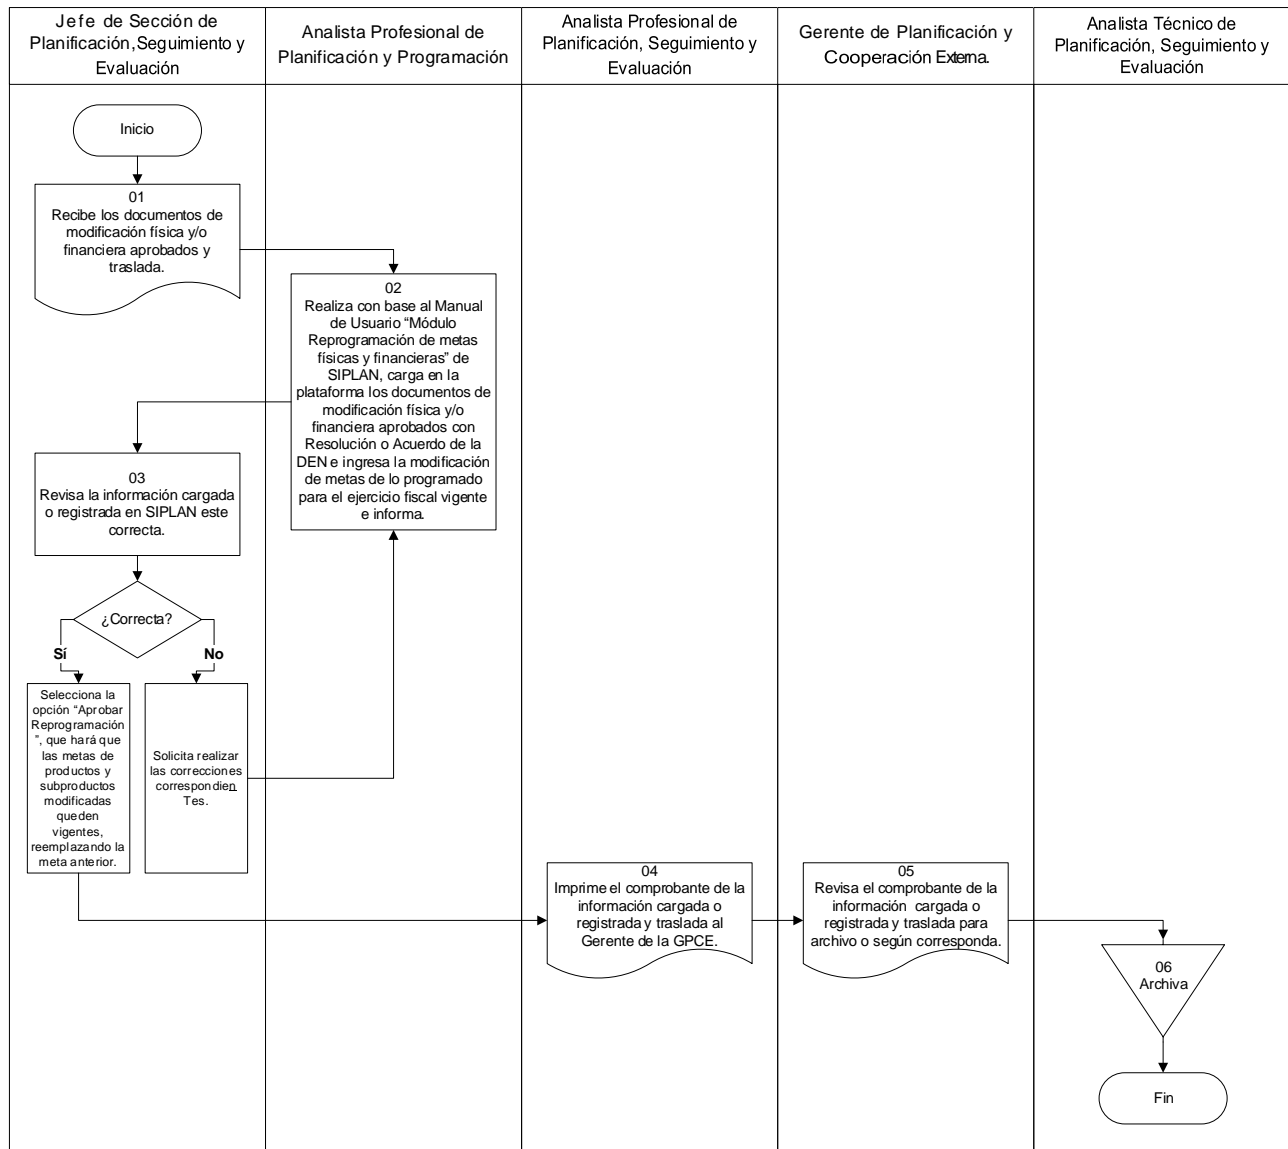 Jefe de Sección de
Planificación,Seguimiento y
Evaluación
Analista Profesional de
Planificación y Programación
Analista Profesional de
Planificación, Seguimiento y
Evaluación
Gerente de Planificación y
Cooperación Externa.
Analista Técnico de
Planificación, Seguimiento y
Evaluación
Inicio
01
Recibe los documentos de
modificación física y/o
financiera aprobados y
traslada.
02
Realiza con base al Manual
de Usuario “Módulo
Reprogramación de metas
físicas y financieras” de
SIPLAN, carga en la
plataforma los documentos de
modificación física y/o
financiera aprobados con
Resolución o Acuerdo de la
DEN e ingresa la modificación
de metas de lo programado
para el ejercicio fiscal vigente
e informa.
03
Revisa la información cargada
o registrada en SIPLAN este
correcta.
¿Correcta?
Sí
No
Selecciona la
opción “Aprobar
Reprogramación
”, que hará que
las metas de
productos y
subproductos
modificadas
queden
vigentes,
reemplazando la
meta anterior.
Solicita realizar
las correcciones
correspondien
Tes.
04
Imprime el comprobante de la
información cargada o
registrada y traslada al
Gerente de la GPCE.
05
Revisa el comprobante de la
información cargada o
registrada y traslada para
archivo o según corresponda.
06
Archiva
Fin